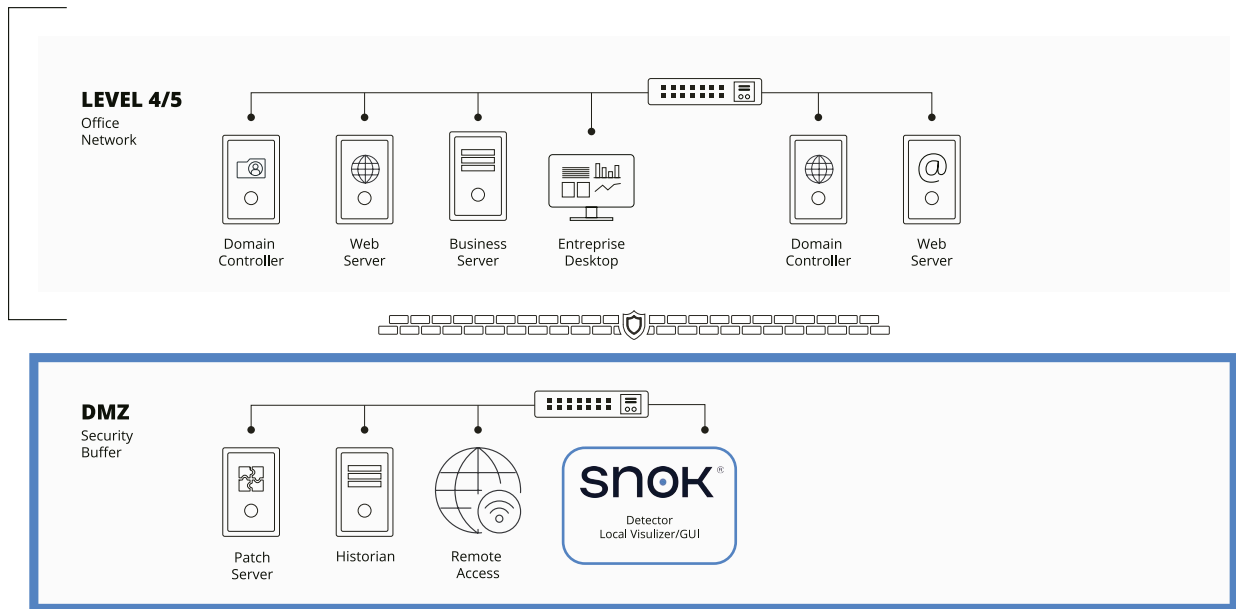 LEVEL 4/5
Office
Network
Domain
Controller
Web
Server
Business
Server
Entreprise
Desktop
Domain
Controller
@
Web
Server
DMZ
Security
Buffer
Patch
Server
Historian
Remote
Access
snok®
Detector
Local Visulizer/GUI